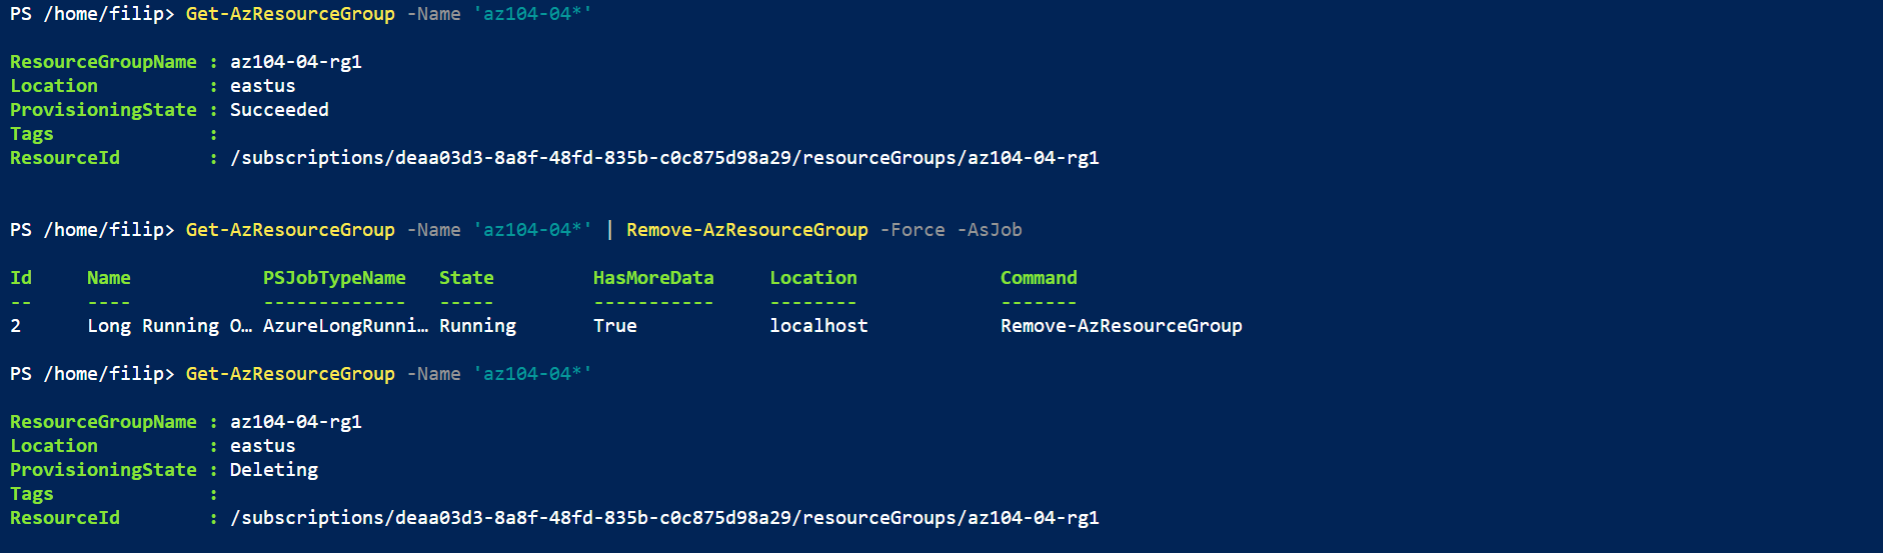 PS /home/filip> Get-AzResourceGroup -Name 'az104-04*'
ResourceGroupName : az104-04-rg1
Location          : eastus
ProvisioningState : Succeeded
Tags              :
ResourceId        : /subscriptions/deaa03d3-8a8f-48fd-835b-c0c875d98a29/resourceGroups/az104-04-rg1
PS /home/filip> Get-AzResourceGroup -Name 'az104-04*' | Remove-AzResourceGroup -Force -AsJob
Id     Name            PSJobTypeName   State         HasMoreData     Location             Command
--     ----            -------------   -----         -----------     --------             -------
2      Long Running O… AzureLongRunni… Running       True            localhost            Remove-AzResourceGroup
PS /home/filip> Get-AzResourceGroup -Name 'az104-04*'
ResourceGroupName : az104-04-rg1
Location          : eastus
ProvisioningState : Deleting
Tags              :
ResourceId        : /subscriptions/deaa03d3-8a8f-48fd-835b-c0c875d98a29/resourceGroups/az104-04-rg1